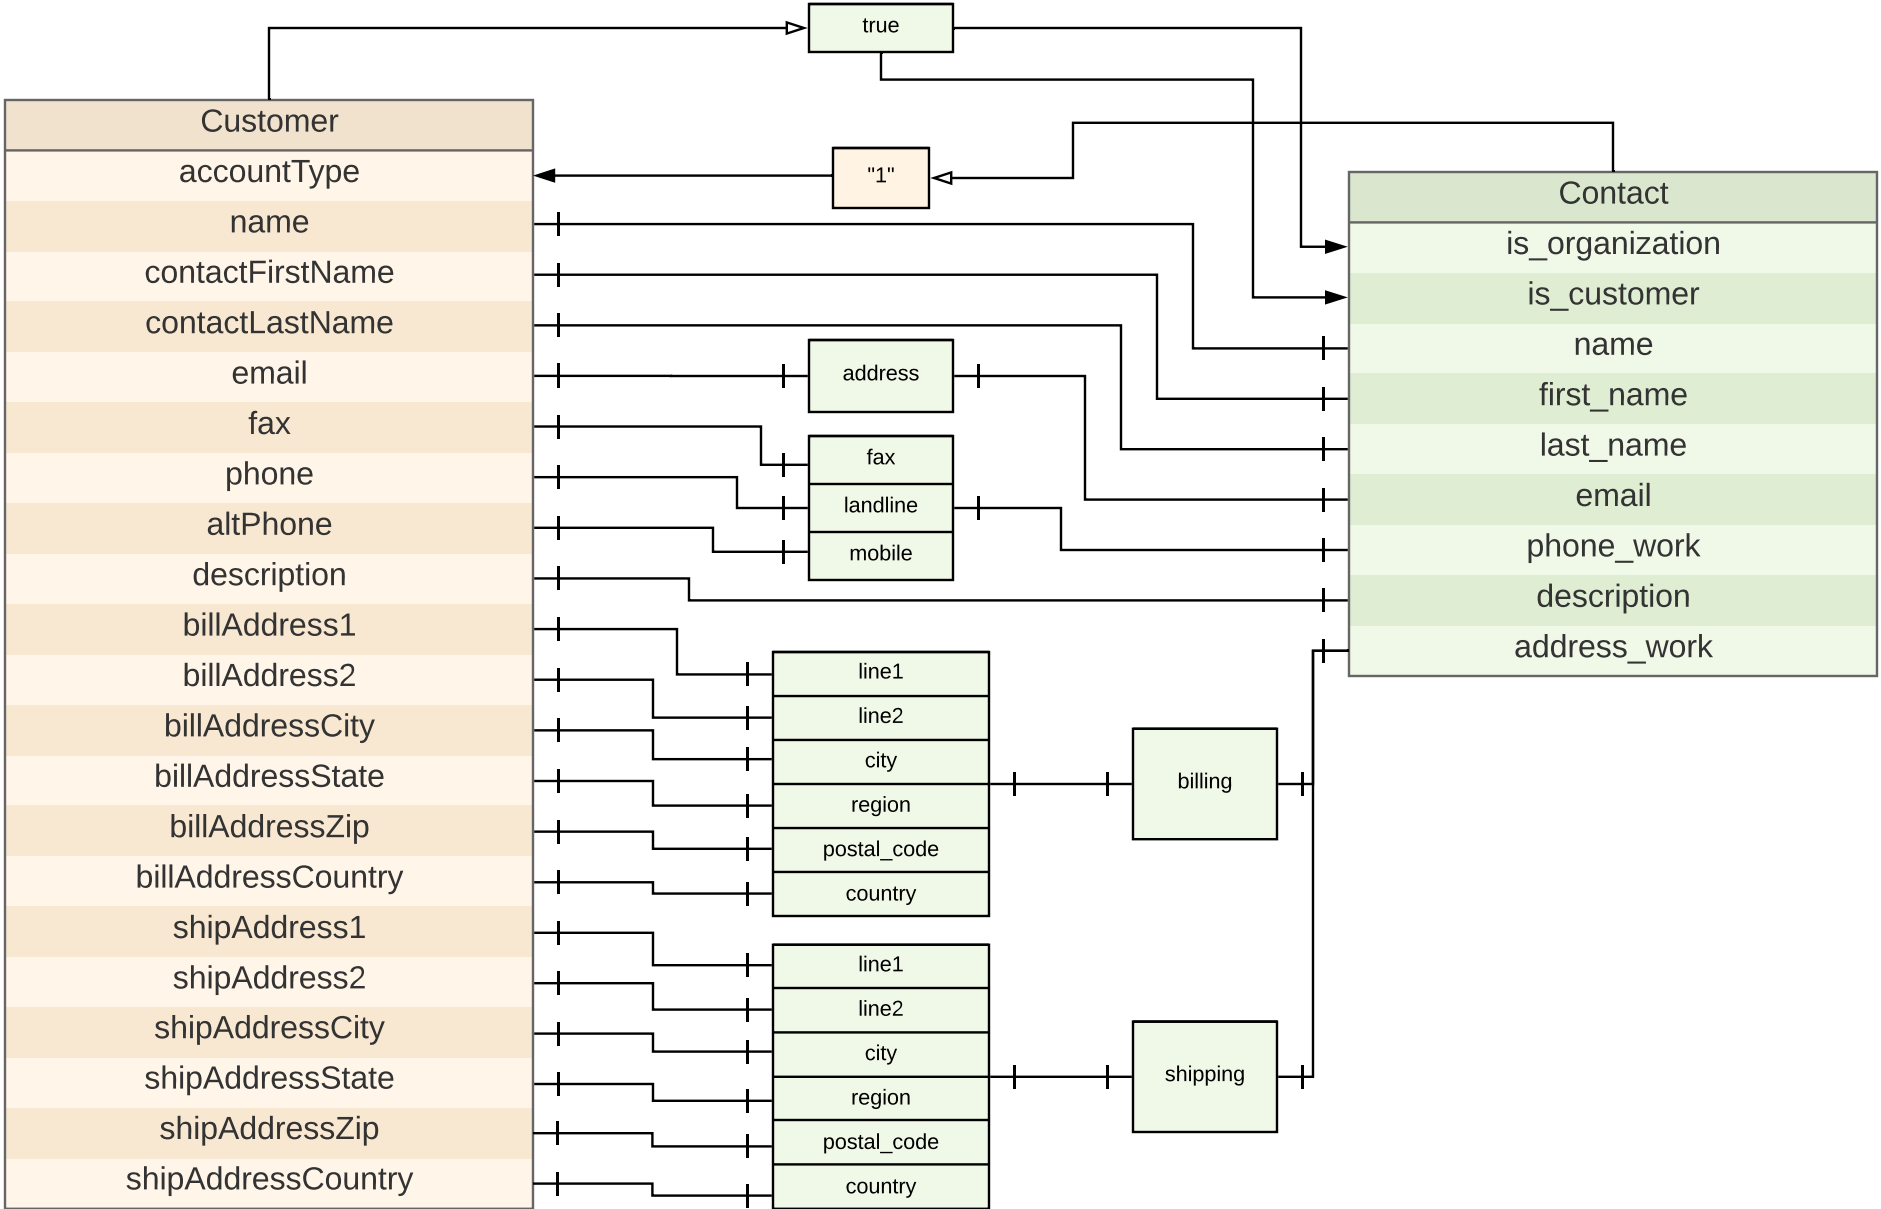 true
Customer
accountType
name
contactFirstName
contactLastName
email
fax
phone
altPhone
description
billAddress1
billAddress2
billAddressCity
billAddressState
billAddressZip
billAddressCountry
shipAddress1
shipAddress2
shipAddressCity
shipAddressState
shipAddressZip
shipAddressCountry
"1"
address
fax
landline
mobile
line1
line2
city
region
postal_code
country
line1
line2
city
region
postal_code
country
billing
shipping
Contact
is_organization
is_customer
name
first_name
last_name
email
phone_work
description
address_work